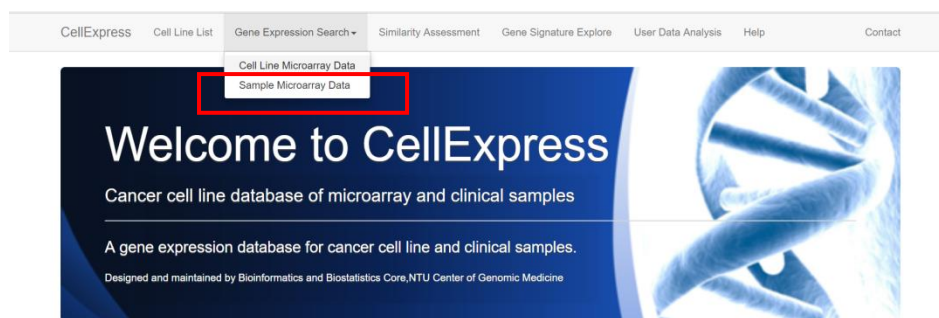 CellExpress Cell Line List Gene Expression Search Similarity Assessment Gene Signature Explore User Data Analysis Help Contact
Cell Line Microarray Data
Sample Microarray Data
Welcome to CellExpress
Cancer cell line database of microarray and clinical samples
A gene expression database for cancer cell line and clinical samples.
Designed and maintained by Bioinformatics and Biostatistics Core,NTU Center of Genomic Medicine